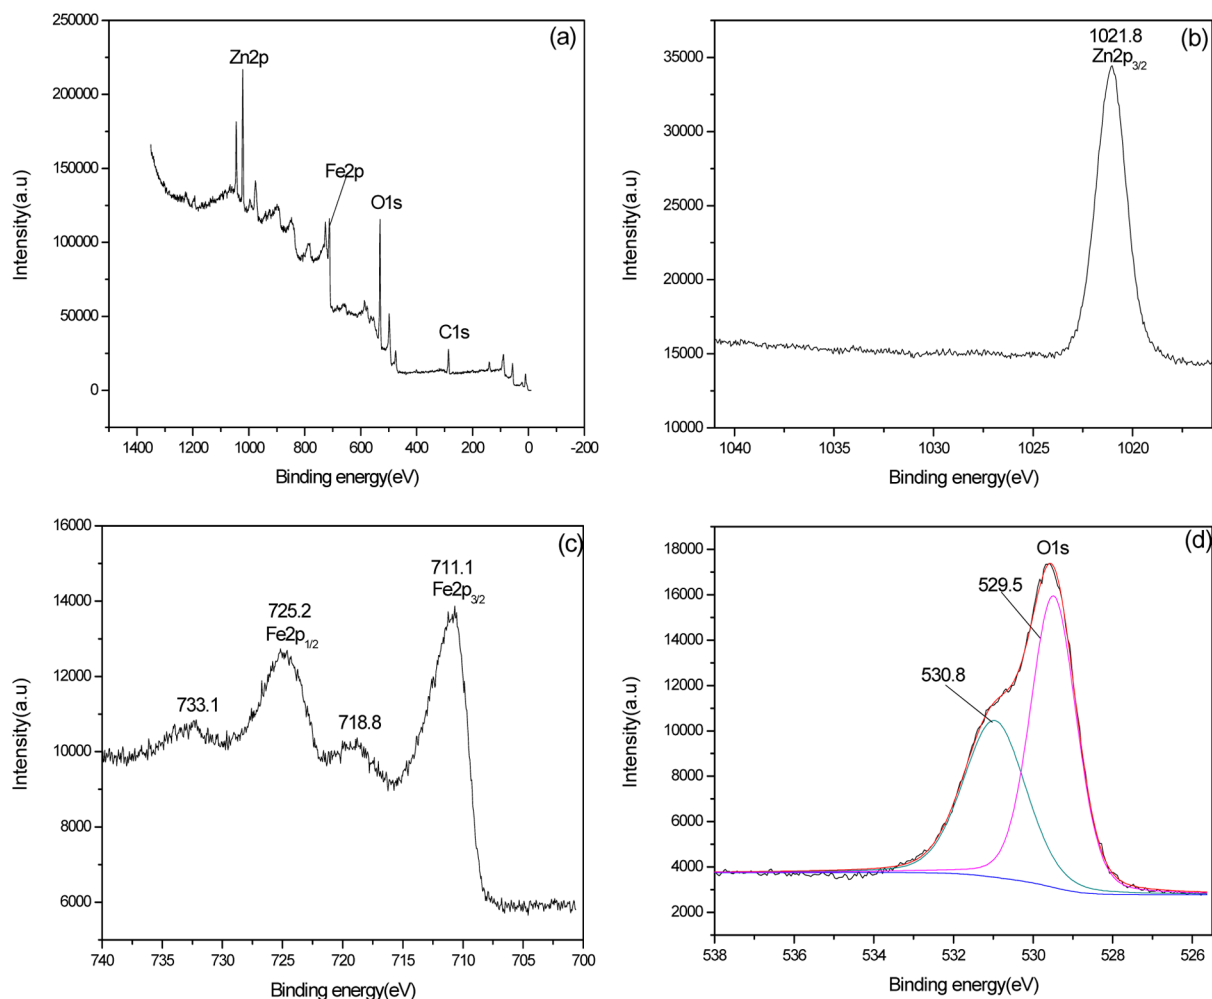 (a)
250000
200000
150000
100000
50000
0
Zn2p
Fe2p
O1s
C1s
1400 1200 1000 800 600 400 200 0 -200
Intensity(a.u)
Binding energy(eV)
(b)
35000
30000
25000
20000
15000
10000
1021.8
Zn2p3/2
1040 1035 1030 1025 1020
Intensity(a.u)
Binding energy(eV)
(c)
16000
14000
12000
10000
8000
6000
711.1
Fe2p3/2
725.2
Fe2p1/2
733.1
718.8
740 735 730 725 720 715 710 705 700
Intensity(a.u)
Binding energy(eV)
(d)
18000
16000
14000
12000
10000
8000
6000
4000
2000
O1s
529.5
530.8
538 536 534 532 530 528 526
Intensity(a.u)
Binding energy(eV)